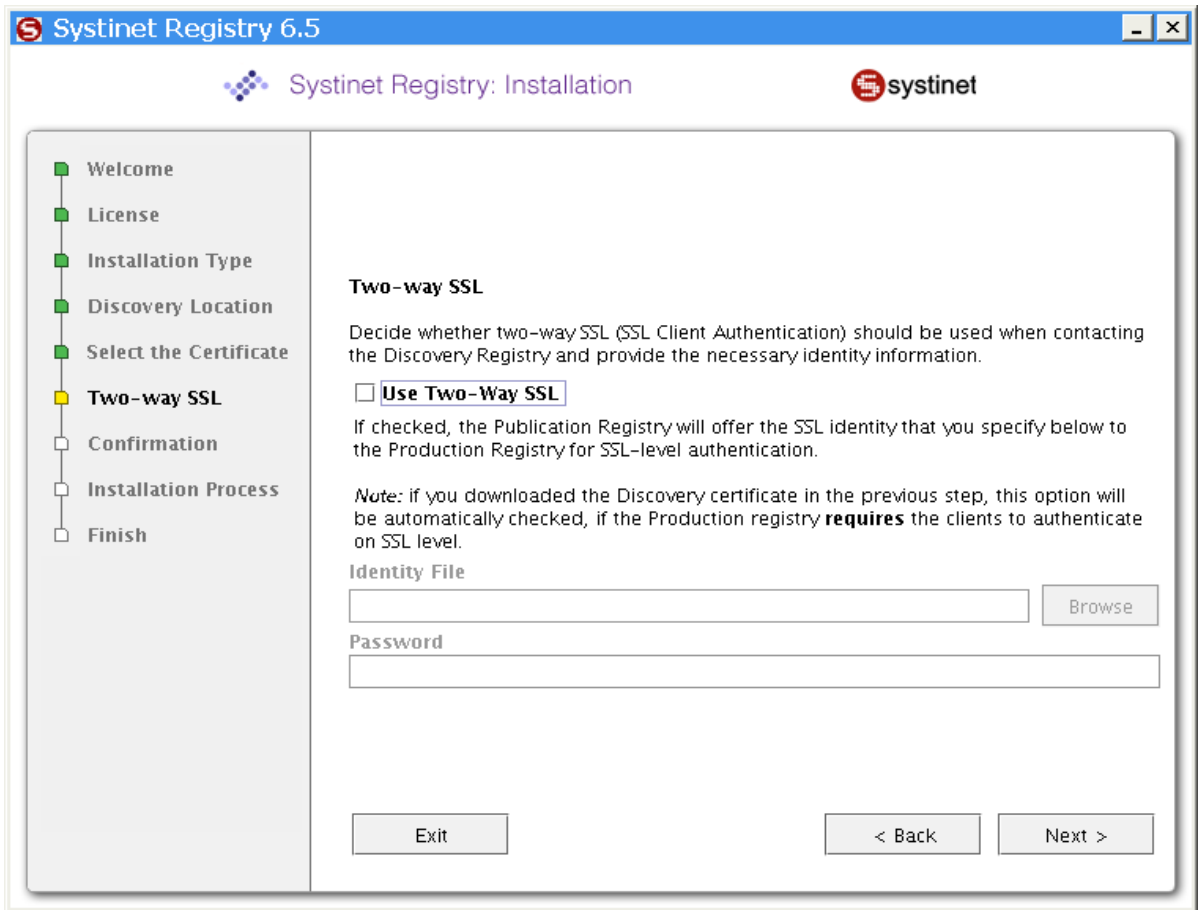 Systinet Registry 6.5
Systinet Registry: Installation
systinet
Welcome
License
Installation Type
Discovery Location
Select the Certificate
Two-way SSL
Confirmation
Installation Process
Finish
Two-way SSL
Decide whether two-way SSL (SSL Client Authentication) should be used when contacting
the Discovery Registry and provide the necessary identity information.
Use Two-Way SSL
If checked, the Publication Registry will offer the SSL identity that you specify below to
the Production Registry for SSL-level authentication.
Note: if you downloaded the Discovery certificate in the previous step, this option will
be automatically checked, if the Production registry requires the clients to authenticate
on SSL level.
Identity File
Browse
Password
Exit
< Back
Next >